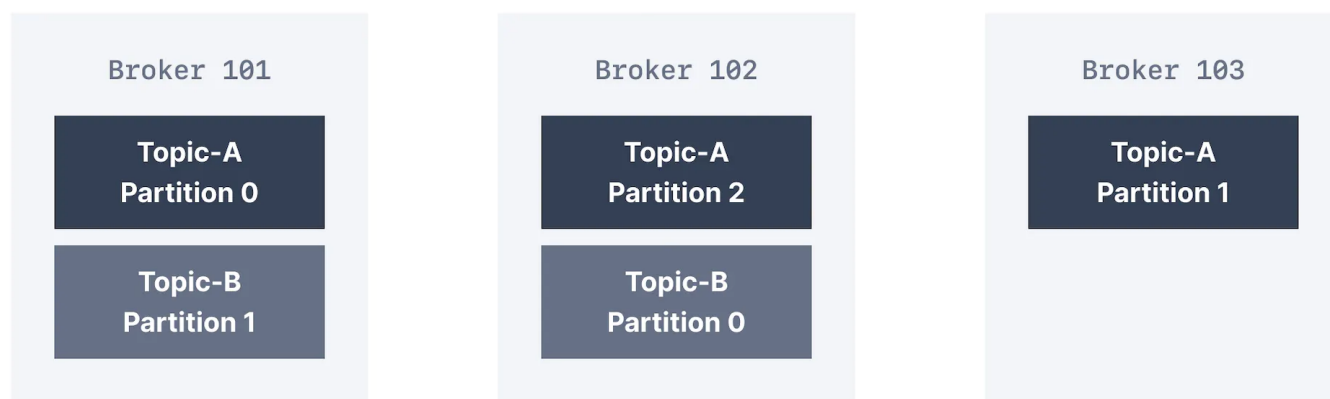 Broker 101
Topic-A
Partition 0
Topic-B
Partition 1
Broker 102
Topic-A
Partition 2
Topic-B
Partition 0
Broker 103
Topic-A
Partition 1